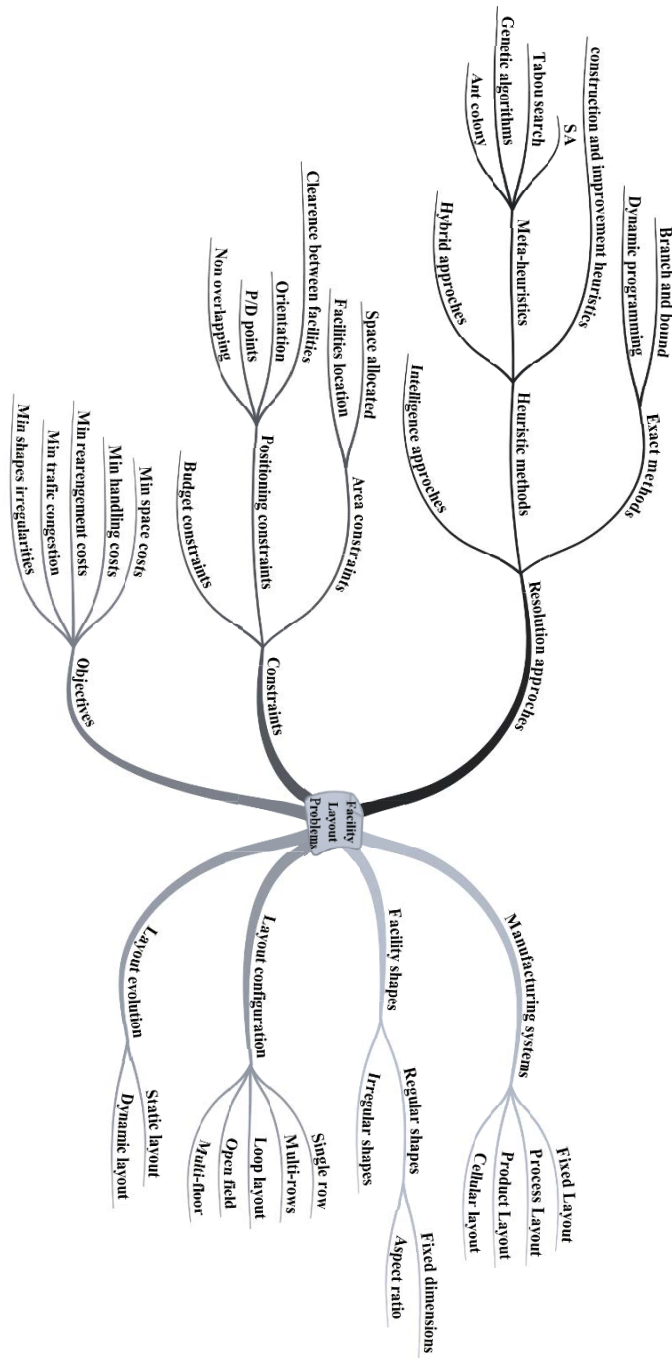 Facility
Layout
Problems
Manufacturing systems
Fixed Layout
Process Layout
Product Layout
Cellular layout
Facility shapes
Regular shapes
Fixed dimensions
Aspect ratio
Irregular shapes
Layout configuration
Single row
Multi-rows
Loop layout
Open field
Multi-floor
Layout evolution
Static layout
Dynamic layout
Resolution approches
Exact methods
Branch and bound
Dynamic programming
Heuristic methods
construction and improvement heuristics
Meta-heuristics
SA
Tabou search
Genetic algorithms
Ant colony
Hybrid approches
Intelligence approches
Constraints
Area constraints
Space allocated
Facilities location
Positioning constraints
Clearence between facilities
Orientation
P/D points
Non overlapping
Budget constraints
Objectives
Min space costs
Min handling costs
Min rearengement costs
Min trafic congestion
Min shapes irregularities